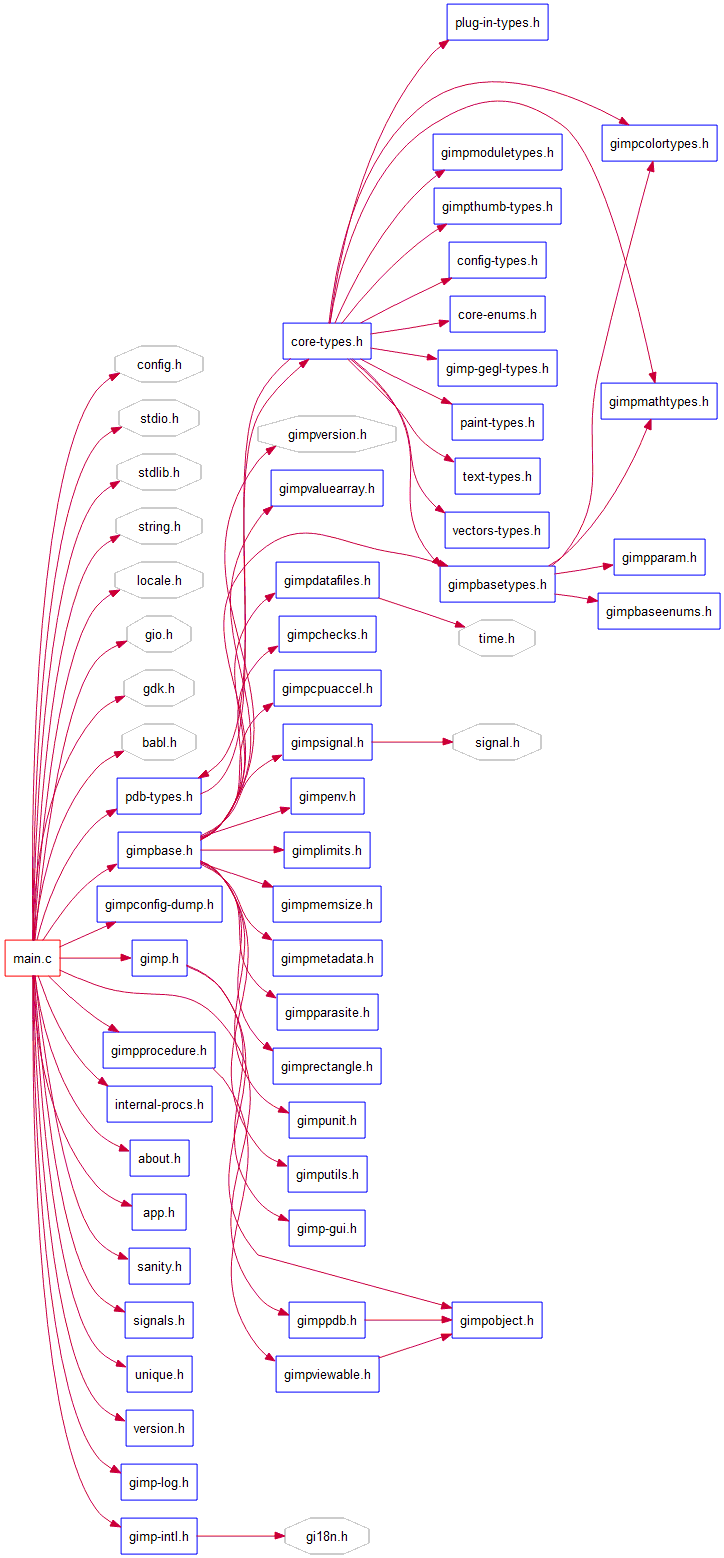 plug-in-types.h
gimpcolortypes.h
gimpmoduletypes.h
gimpthumb-types.h
config-types.h
core-enums.h
core-types.h
config.h
gimp-gegl-types.h
gimpmathtypes.h
stdio.h
gimpversion.h
paint-types.h
stdlib.h
gimpvaluearray.h
text-types.h
string.h
vectors-types.h
locale.h
gimpdatafiles.h
gimpbasetypes.h
gimpparam.h
gimpbaseenums.h
gio.h
gimpchecks.h
time.h
gdk.h
gimpcpuaccel.h
babl.h
gimpsignal.h
signal.h
pdb-types.h
gimpenv.h
gimpbase.h
gimplimits.h
gimpconfig-dump.h
gimpmemsize.h
main.c
gimp.h
gimpmetadata.h
gimpparasite.h
gimpprocedure.h
gimprectangle.h
internal-procs.h
gimpunit.h
about.h
gimputils.h
app.h
gimp-gui.h
sanity.h
signals.h
gimppdb.h
gimpobject.h
unique.h
gimpviewable.h
version.h
gimp-log.h
gimp-intl.h
gi18n.h